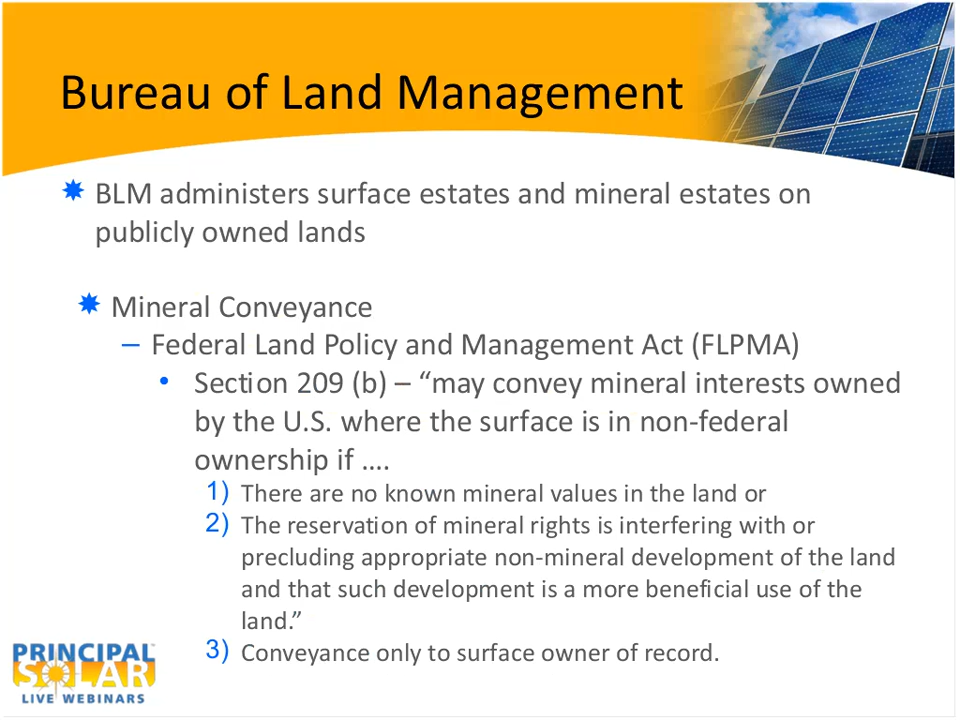 Bureau of Land Management
BLM administers surface estates and mineral estates on
publicly owned lands
Mineral Conveyance
– Federal Land Policy and Management Act (FLPMA)
• Section 209 (b) – “may convey mineral interests owned
by the U.S. where the surface is in non-federal
ownership if ….
1) There are no known mineral values in the land or
2) The reservation of mineral rights is interfering with or
precluding appropriate non-mineral development of the land
and that such development is a more beneficial use of the
land.”
3) Conveyance only to surface owner of record.
PRINCIPAL
SOLAR
LIVE WEBINARS